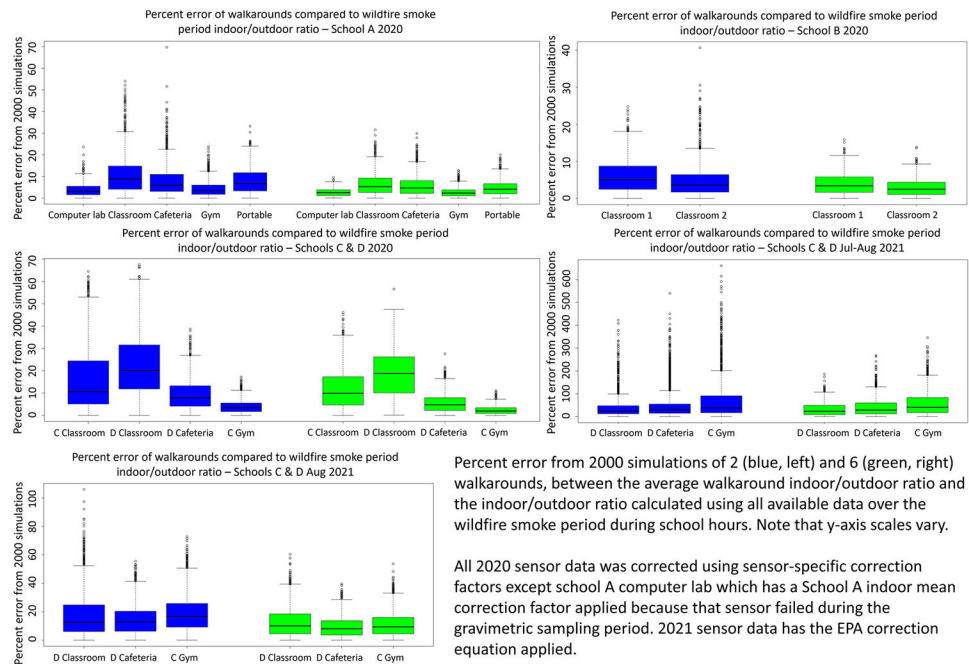 Percent error of walkarounds compared to wildfire smoke
period indoor/outdoor ratio – School A 2020
Percent error from 2000 simulations
70
60
50
40
30
20
10
0
Computer lab Classroom Cafeteria Gym Portable
Computer lab Classroom Cafeteria Gym Portable
Percent error of walkarounds compared to wildfire smoke period
indoor/outdoor ratio – School B 2020
Percent error from 2000 simulations
40
30
20
10
0
Classroom 1 Classroom 2
Classroom 1 Classroom 2
Percent error of walkarounds compared to wildfire smoke period
indoor/outdoor ratio – Schools C & D 2020
Percent error from 2000 simulations
70
60
50
40
30
20
10
0
C Classroom D Classroom D Cafeteria C Gym
C Classroom D Classroom D Cafeteria C Gym
Percent error of walkarounds compared to wildfire smoke period
indoor/outdoor ratio – Schools C & D Jul-Aug 2021
Percent error from 2000 simulations
600
500
400
300
200
100
0
D Classroom D Cafeteria C Gym
D Classroom D Cafeteria C Gym
Percent error of walkarounds compared to wildfire smoke period
indoor/outdoor ratio – Schools C & D Aug 2021
Percent error from 2000 simulations
100
80
60
40
20
0
D Classroom D Cafeteria C Gym
D Classroom D Cafeteria C Gym
Percent error from 2000 simulations of 2 (blue, left) and 6 (green, right)
walkarounds, between the average walkaround indoor/outdoor ratio and
the indoor/outdoor ratio calculated using all available data over the
wildfire smoke period during school hours. Note that y-axis scales vary.
All 2020 sensor data was corrected using sensor-specific correction
factors except school A computer lab which has a School A indoor mean
correction factor applied because that sensor failed during the
gravimetric sampling period. 2021 sensor data has the EPA correction
equation applied.